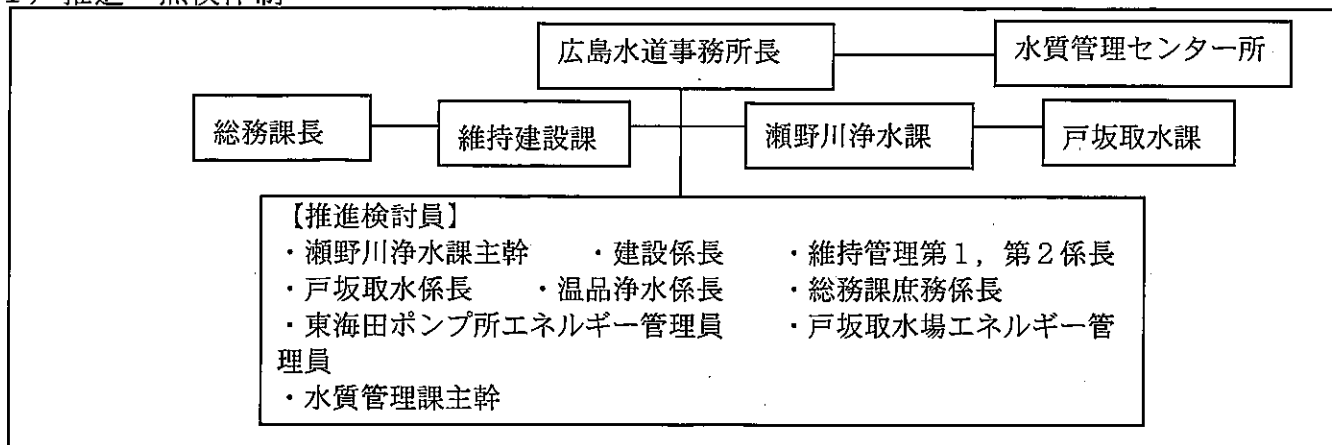 広島水道事務所長 水質管理センター所
総務課長 維持建設課 瀬野川浄水課 戸坂取水課
【推進検討員】
・瀬野川浄水課主幹 ・建設係長 ・維持管理第1,第2係長
・戸坂取水係長 ・温品浄水係長 ・総務課庶務係長
・東海田ポンプ所エネルギー管理員 ・戸坂取水場エネルギー管
理員
・水質管理課主幹